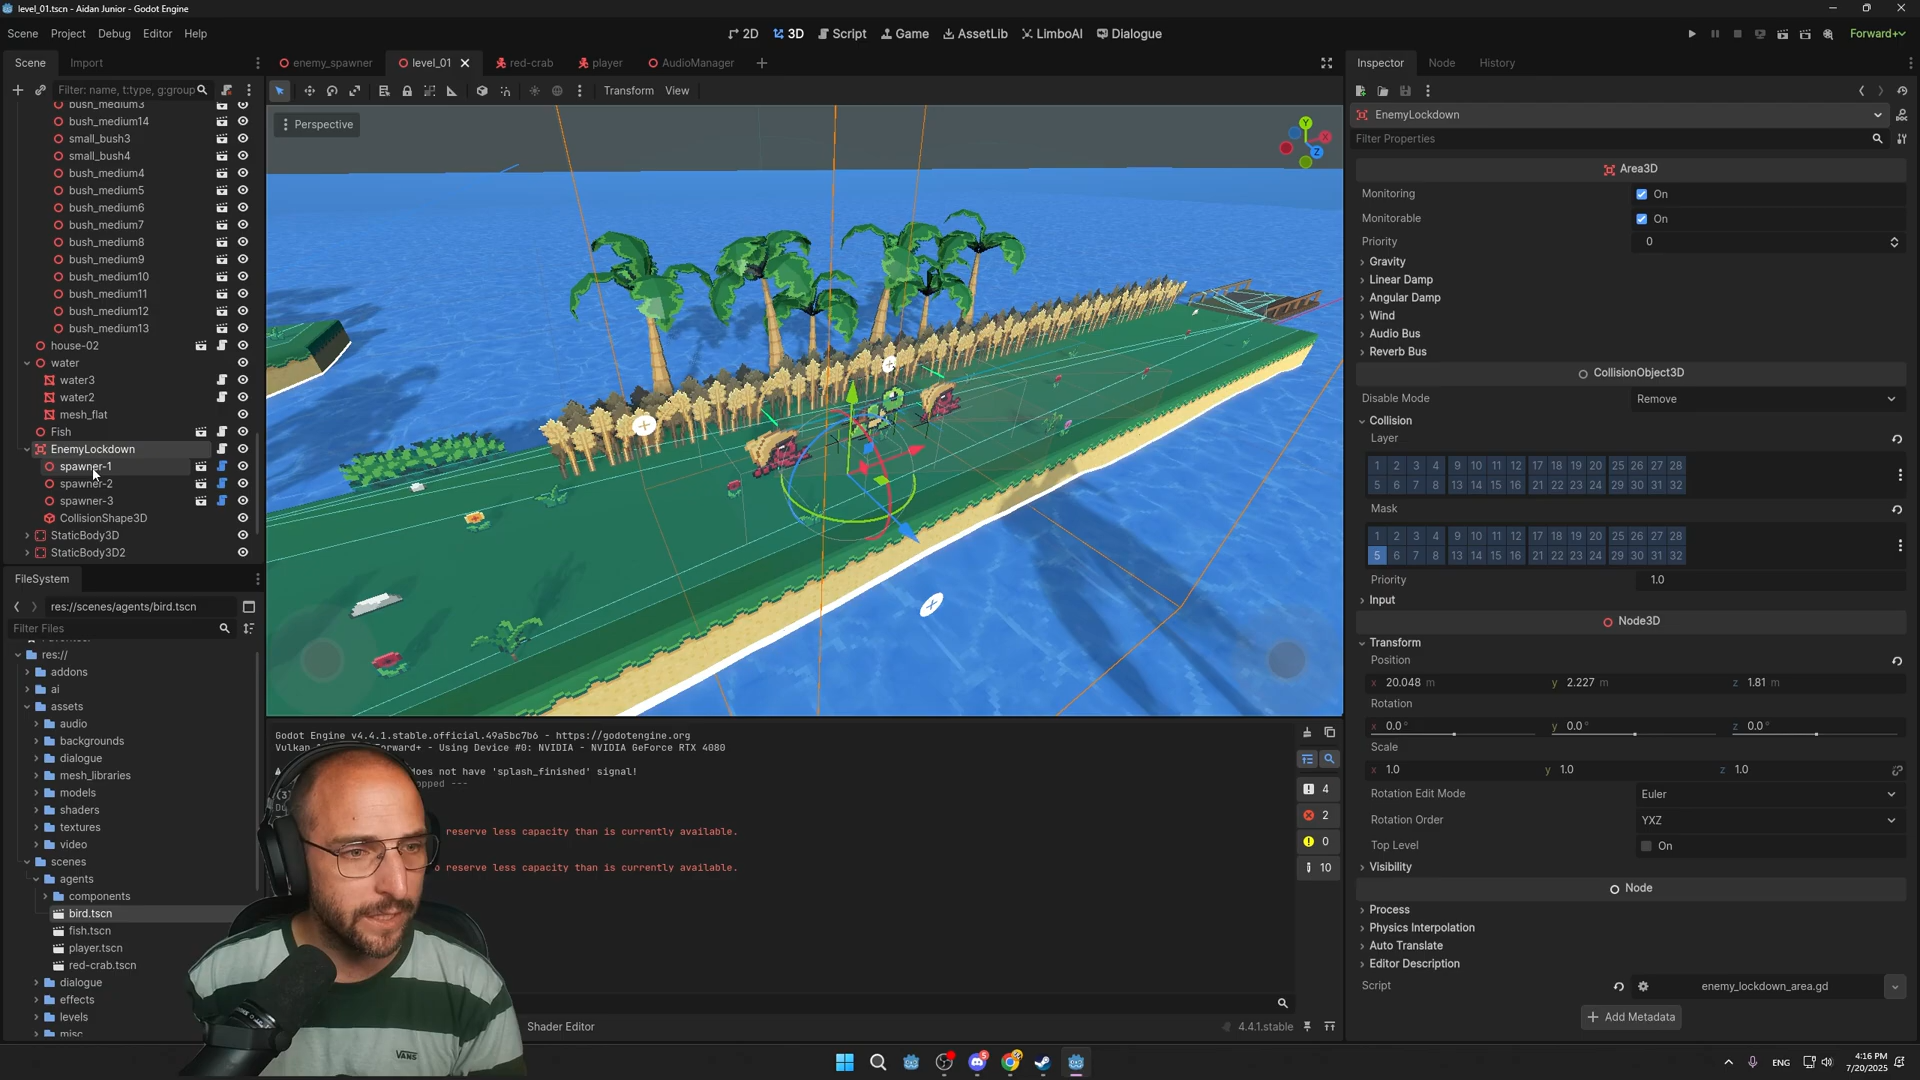 level_01.tscn - Aidan Junior - Godot Engine
Scene Project Debug Editor Help
2D 3D Script Game AssetLib LimboAI Dialogue
Forward+
Scene Import
enemy_spawner level_01 red-crab player AudioManager
Inspector Node History
Filter: name, t:type, g:group
Transform View
Perspective
Y
X
Z
bush_medium3
bush_medium14
small_bush3
small_bush4
bush_medium4
bush_medium5
bush_medium6
bush_medium7
bush_medium8
bush_medium9
bush_medium10
bush_medium11
bush_medium12
bush_medium13
house-02
water
water3
water2
mesh_flat
Fish
EnemyLockdown
spawner-1
spawner-2
spawner-3
CollisionShape3D
StaticBody3D
StaticBody3D2
FileSystem
res://scenes/agents/bird.tscn
Filter Files
res://
addons
ai
assets
audio
backgrounds
dialogue
mesh_libraries
models
shaders
textures
video
scenes
agents
components
bird.tscn
fish.tscn
player.tscn
red-crab.tscn
dialogue
effects
levels
misc
Godot Engine v4.4.1.stable.official.49a5bc7b6 - https://godotengine.org
Vulkan
orward+ - Using Device #0: NVIDIA - NVIDIA GeForce RTX 4080
does not have 'splash_finished' signal!
opped ---
reserve less capacity than is currently available.
o reserve less capacity than is currently available.
4
2
0
10
Shader Editor
4.4.1.stable
VANS
EnemyLockdown
Filter Properties
Area3D
Monitoring On
Monitorable On
Priority 0
Gravity
Linear Damp
Angular Damp
Wind
Audio Bus
Reverb Bus
CollisionObject3D
Disable Mode Remove
Collision
Layer
1 2 3 4 9 10 11 12 17 18 19 20 25 26 27 28
5 6 7 8 13 14 15 16 21 22 23 24 29 30 31 32
Mask
1 2 3 4 9 10 11 12 17 18 19 20 25 26 27 28
5 6 7 8 13 14 15 16 21 22 23 24 29 30 31 32
Priority 1.0
Input
Node3D
Transform
Position
x 20.048 m y 2.227 m z 1.81 m
Rotation
x 0.0 ° y 0.0 ° z 0.0 °
Scale
x 1.0 y 1.0 z 1.0
Rotation Edit Mode Euler
Rotation Order YXZ
Top Level On
Visibility
Node
Process
Physics Interpolation
Auto Translate
Editor Description
Script enemy_lockdown_area.gd
Add Metadata
ENG
4:16 PM
7/20/2025